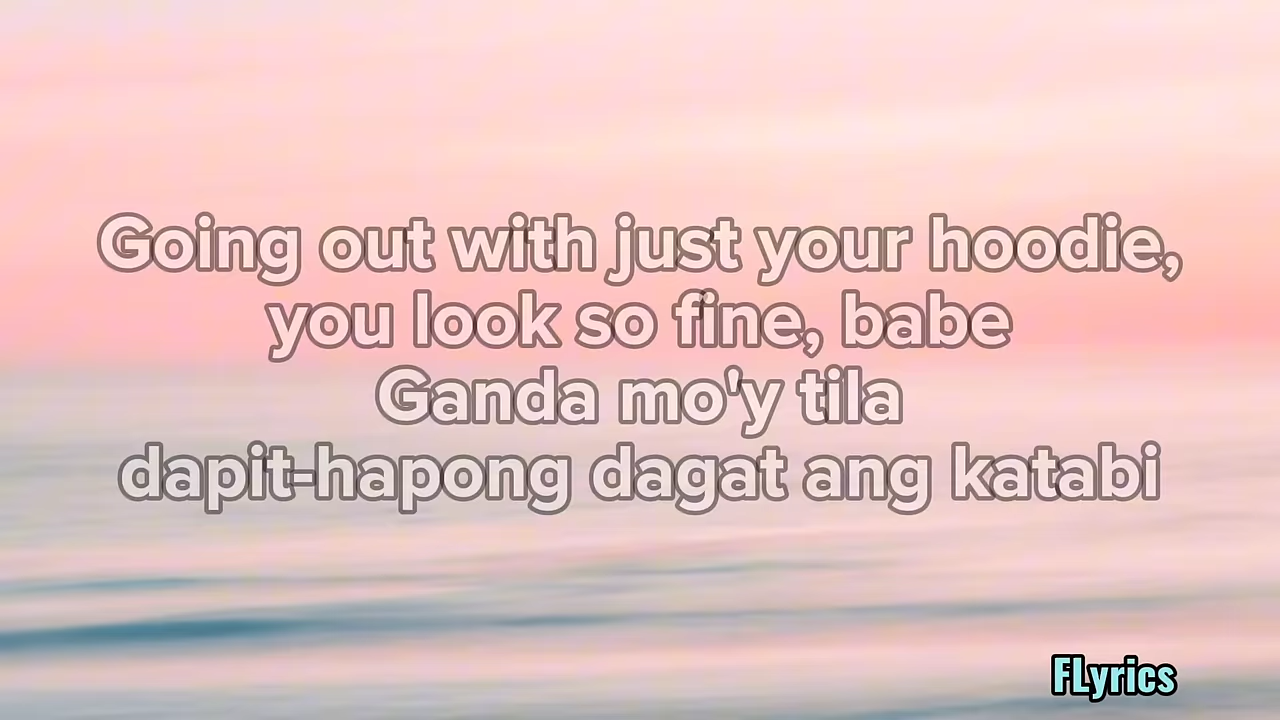 Going out with just your hoodie,
you look so fine, babe
Ganda mo'y tila
dapit-hapong dagat ang katabi
FLyrics